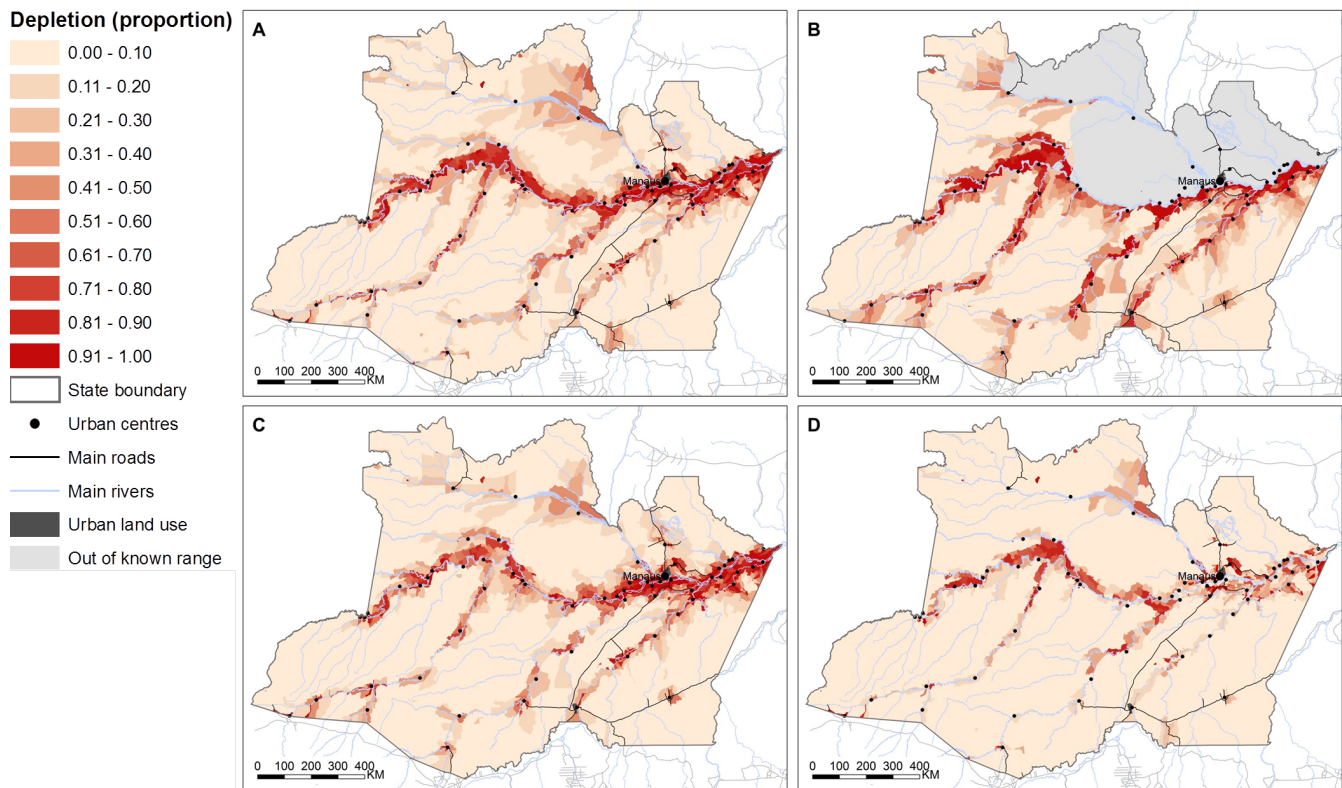 Depletion (proportion)
0.00 - 0.10
0.11 - 0.20
0.21 - 0.30
0.31 - 0.40
0.41 - 0.50
0.51 - 0.60
0.61 - 0.70
0.71 - 0.80
0.81 - 0.90
0.91 - 1.00
State boundary
Urban centres
Main roads
Main rivers
Urban land use
Out of known range
A
Manaus
0 100 200 300 400
KM
B
Manaus
0 100 200 300 400
KM
C
Manaus
0 100 200 300 400
KM
D
Manaus
0 100 200 300 400
KM